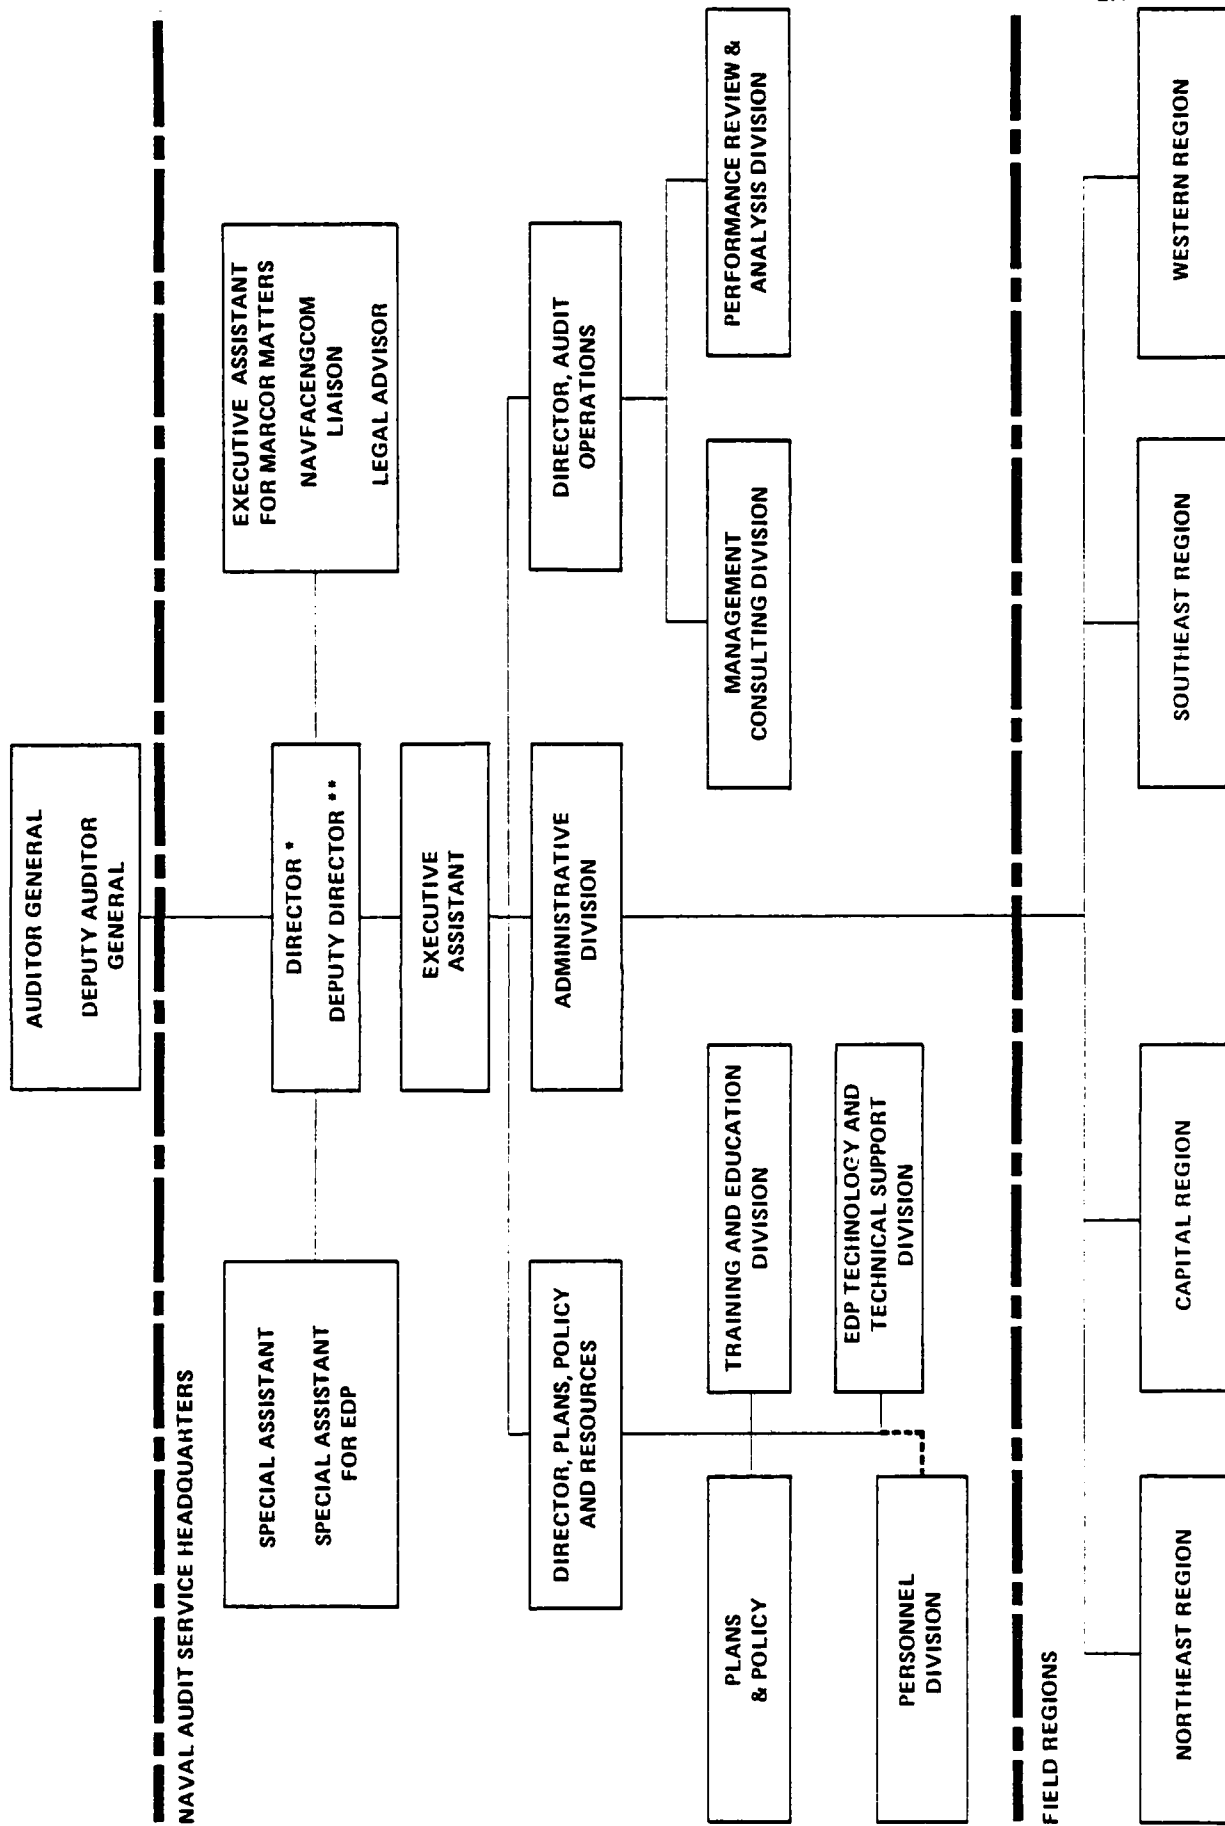 AUDITOR GENERAL
DEPUTY AUDITOR
GENERAL
NAVAL AUDIT SERVICE HEADQUARTERS
SPECIAL ASSISTANT
SPECIAL ASSISTANT
FOR EDP
DIRECTOR *
DEPUTY DIRECTOR **
EXECUTIVE ASSISTANT
FOR MARCOR MATTERS
NAVFACENGCOM
LIAISON
LEGAL ADVISOR
EXECUTIVE
ASSISTANT
DIRECTOR, PLANS, POLICY
AND RESOURCES
ADMINISTRATIVE
DIVISION
DIRECTOR, AUDIT
OPERATIONS
PLANS
& POLICY
TRAINING AND EDUCATION
DIVISION
MANAGEMENT
CONSULTING DIVISION
PERFORMANCE REVIEW &
ANALYSIS DIVISION
PERSONNEL
DIVISION
EDP TECHNOLOGY AND
TECHNICAL SUPPORT
DIVISION
FIELD REGIONS
NORTHEAST REGION
CAPITAL REGION
SOUTHEAST REGION
WESTERN REGION